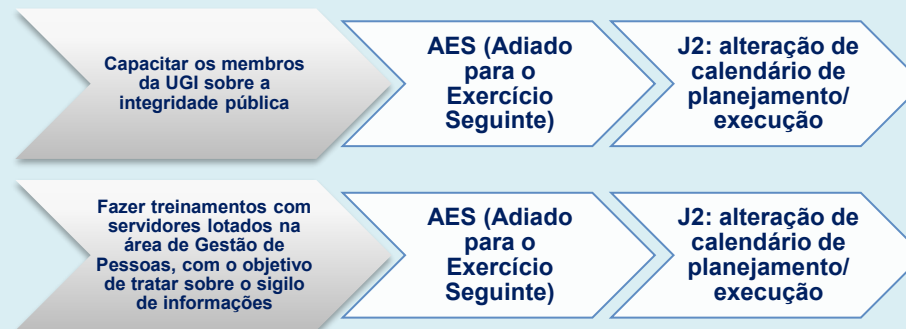 Capacitar os membros
da UGI sobre a
integridade pública
AES (Adiado
para o
Exercício
Seguinte)
J2: alteração de
calendário de
planejamento/
execução
Fazer treinamentos com
servidores lotados na
área de Gestão de
Pessoas, com o objetivo
de tratar sobre o sigilo
de informações
AES (Adiado
para o
Exercício
Seguinte)
J2: alteração de
calendário de
planejamento/
execução